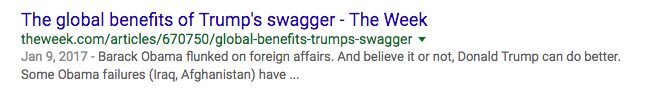 The global benefits of Trump's swagger - The Week
theweek.com/articles/670750/global-benefits-trumps-swagger
Jan 9, 2017 - Barack Obama flunked on foreign affairs. And believe it or not, Donald Trump can do better.
Some Obama failures (Iraq, Afghanistan) have ...